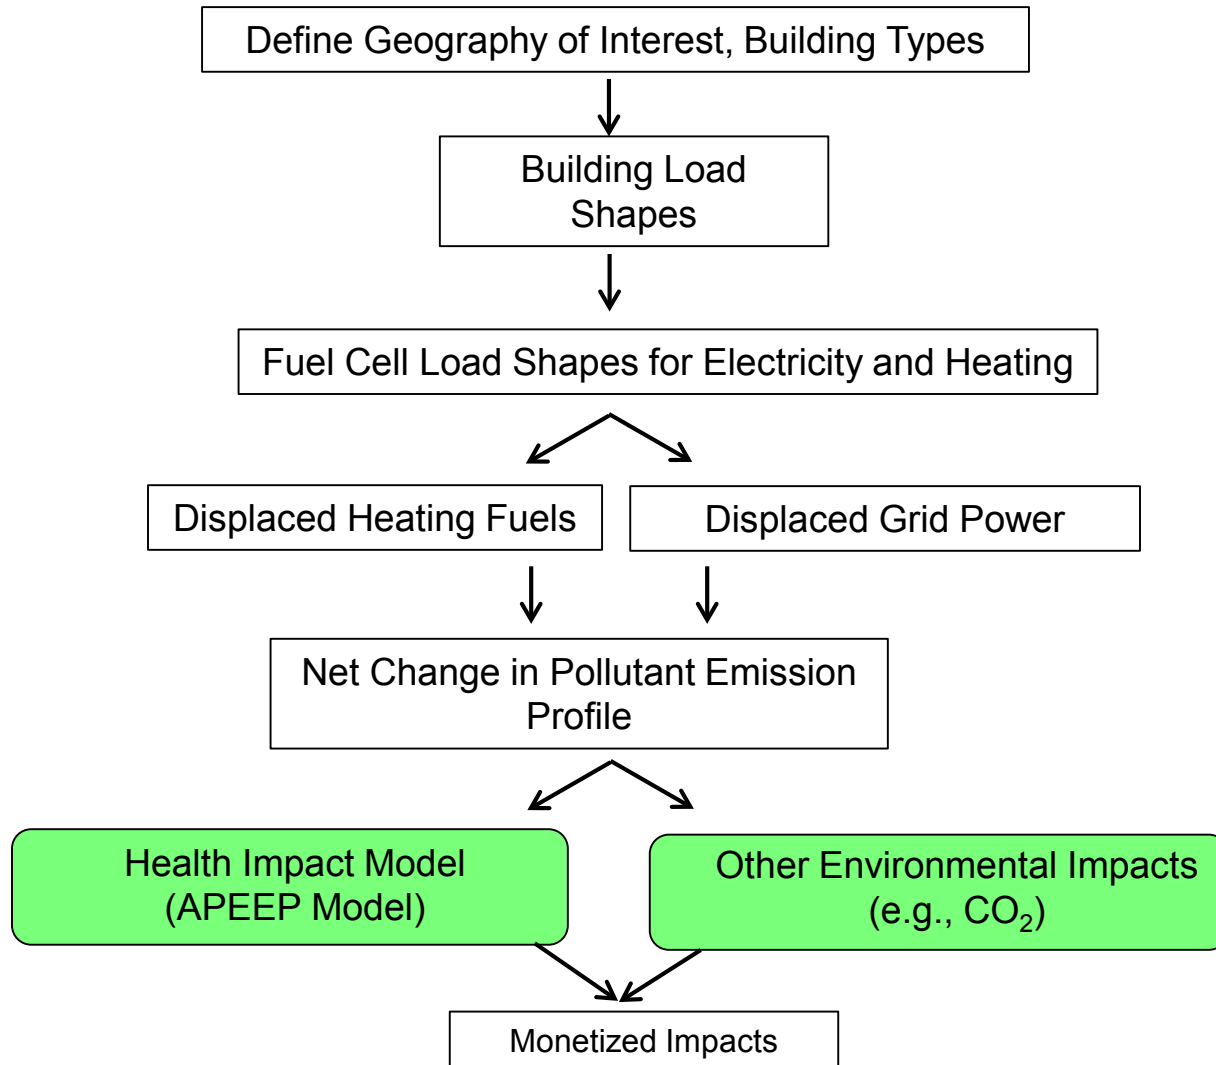 Define Geography of Interest, Building Types
Building Load
Shapes
Fuel Cell Load Shapes for Electricity and Heating
Displaced Heating Fuels
Displaced Grid Power
Net Change in Pollutant Emission
Profile
Health Impact Model
(APEEP Model)
Other Environmental Impacts
(e.g., CO₂)
Monetized Impacts